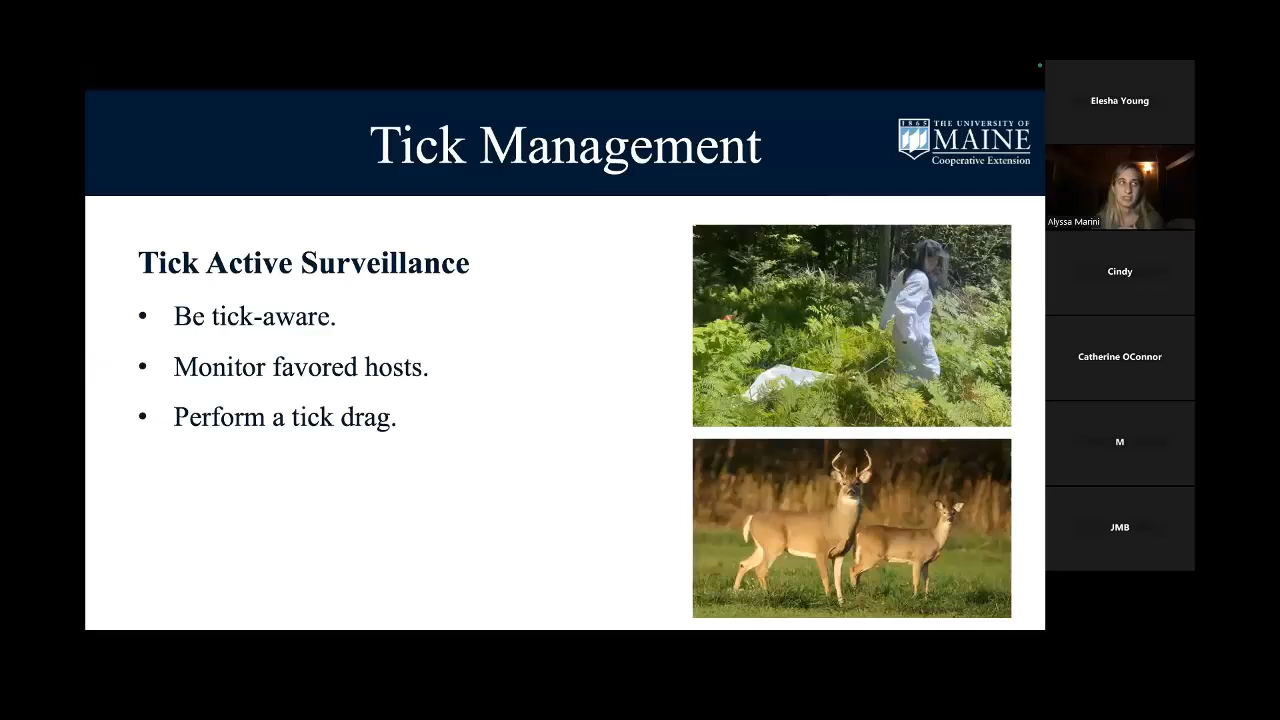 Tick Management
1865
THE UNIVERSITY OF
MAINE
Cooperative Extension
Tick Active Surveillance
• Be tick-aware.
• Monitor favored hosts.
• Perform a tick drag.
Elesha Young
Alyssa Marini
Cindy
Catherine OConnor
M
JMB